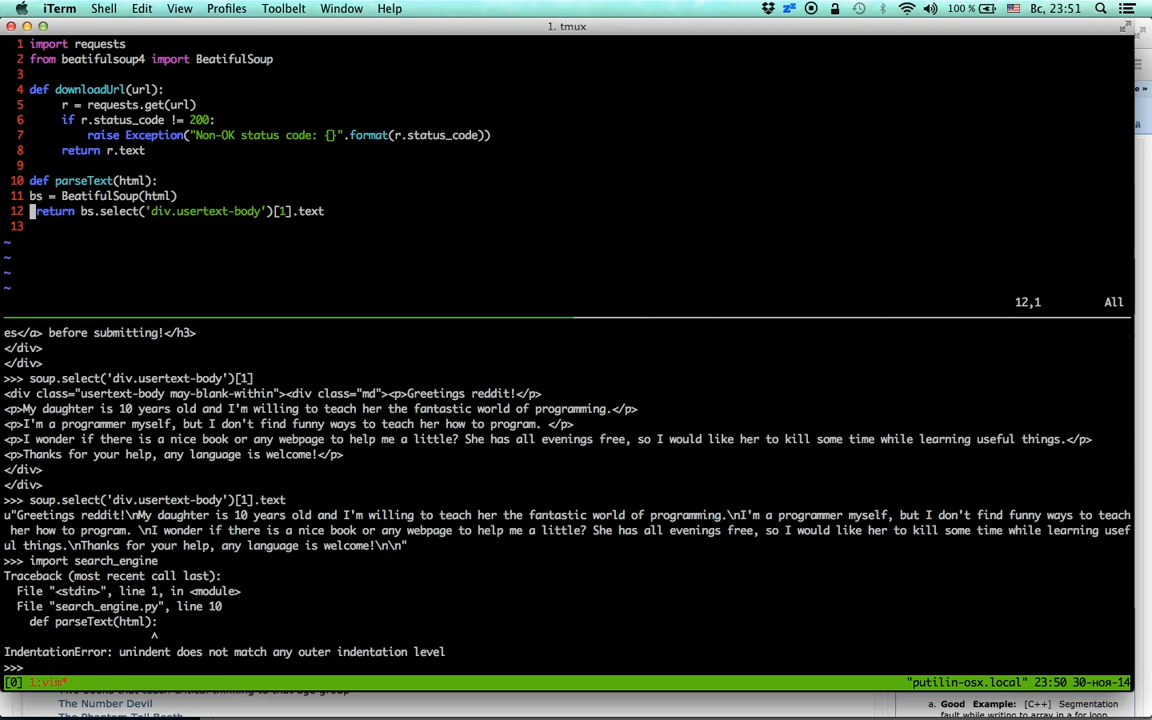 iTerm Shell Edit View Profiles Toolbelt Window Help 100 % Вс, 23:51
1. tmux
1 import requests
2 from beatifulsoup4 import BeatifulSoup
3
4 def downloadUrl(url):
5 r = requests.get(url)
6 if r.status_code != 200:
7 raise Exception("Non-OK status code: {}".format(r.status_code))
8 return r.text
9
10 def parseText(html):
11 bs = BeatifulSoup(html)
12 return bs.select('div.usertext-body')[1].text
13
~
~
~
~
12,1 All
es</a> before submitting!</h3>
</div>
</div>
>>> soup.select('div.usertext-body')[1]
<div class="usertext-body may-blank-within"><div class="md"><p>Greetings reddit!</p>
<p>My daughter is 10 years old and I'm willing to teach her the fantastic world of programming.</p>
<p>I'm a programmer myself, but I don't find funny ways to teach her how to program. </p>
<p>I wonder if there is a nice book or any webpage to help me a little? She has all evenings free, so I would like her to kill some time while learning useful things.</p>
<p>Thanks for your help, any language is welcome!</p>
</div>
</div>
>>> soup.select('div.usertext-body')[1].text
u"Greetings reddit!\nMy daughter is 10 years old and I'm willing to teach her the fantastic world of programming.\nI'm a programmer myself, but I don't find funny ways to teach
her how to program. \nI wonder if there is a nice book or any webpage to help me a little? She has all evenings free, so I would like her to kill some time while learning usef
ul things.\nThanks for your help, any language is welcome!\n\n"
>>> import search_engine
Traceback (most recent call last):
File "<stdin>", line 1, in <module>
File "search_engine.py", line 10
def parseText(html):
^
IndentationError: unindent does not match any outer indentation level
>>>
[0] 1:vim* "putilin-osx.local" 23:50 30-ноя-14
The Number Devil
a. Good Example: [C++] Segmentation
fault while writing to array in a for loop